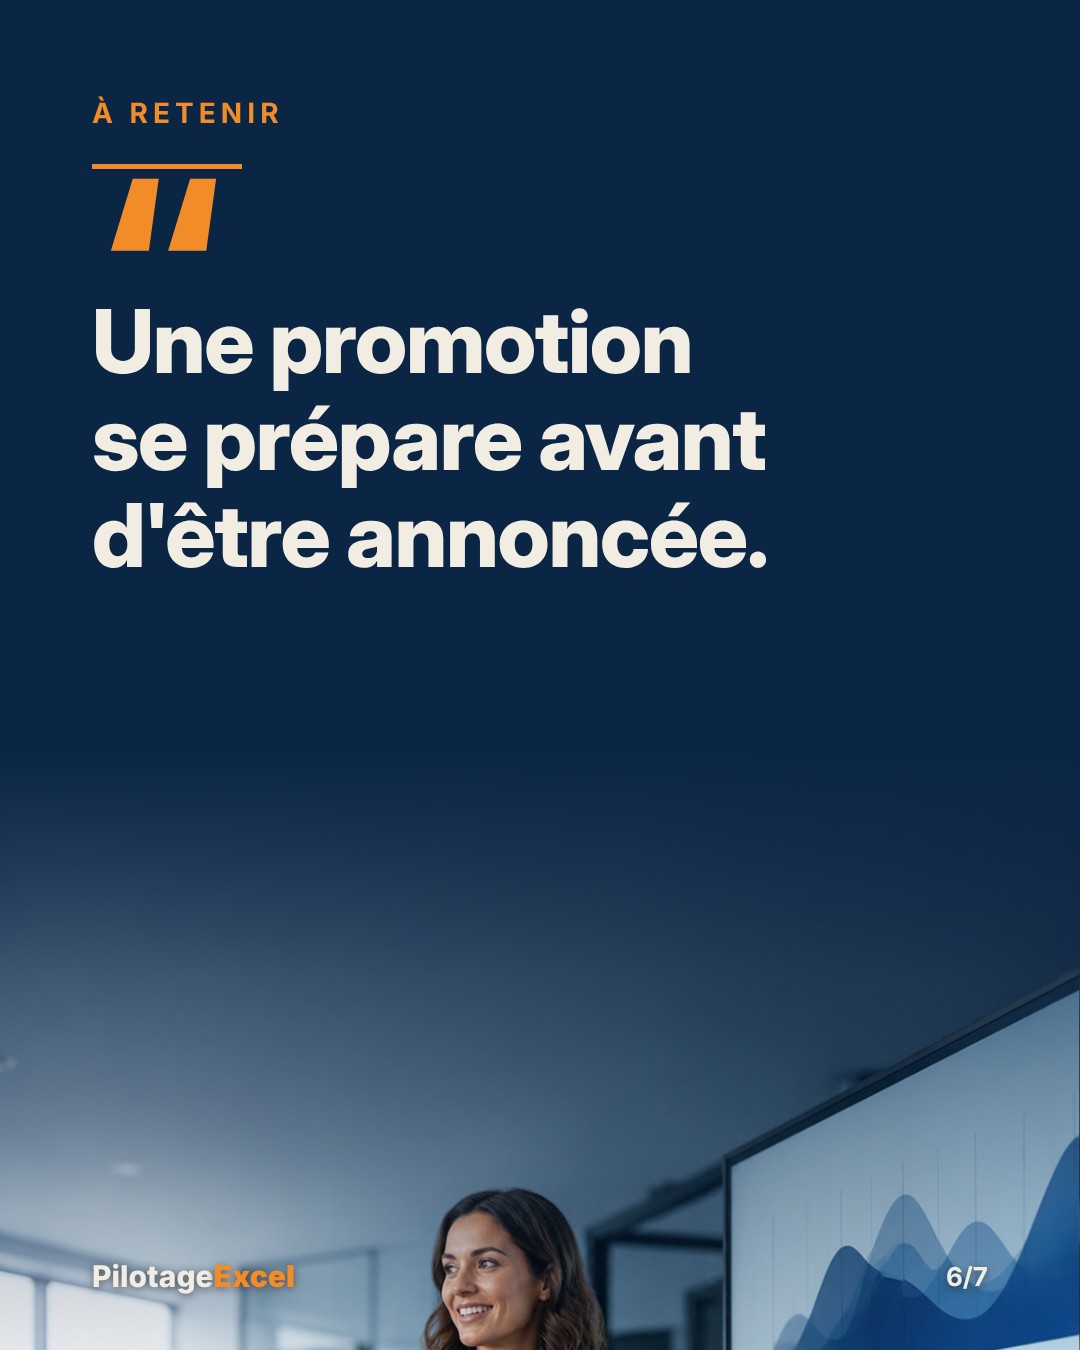 À RETENIR
"
Une promotion
se prépare avant
d'être annoncée.
PilotageExcel
6/7